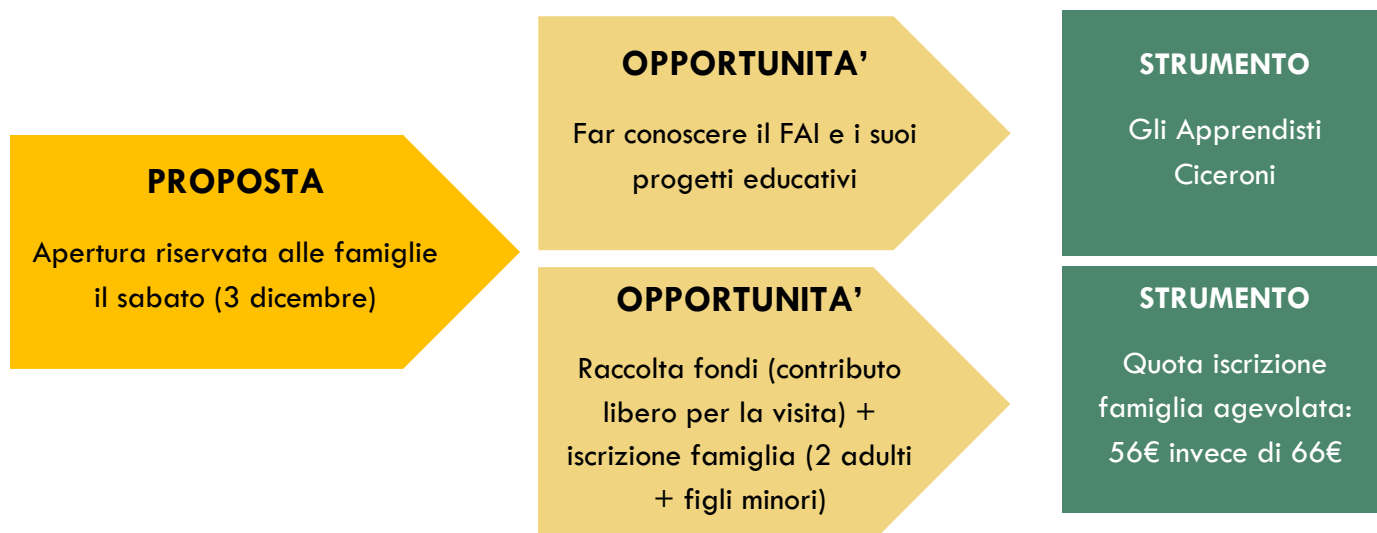 PROPOSTA
Apertura riservata alle famiglie
il sabato (3 dicembre)
OPPORTUNITA’
Far conoscere il FAI e i suoi
progetti educativi
STRUMENTO
Gli Apprendisti
Ciceroni
OPPORTUNITA’
Raccolta fondi (contributo
libero per la visita) +
iscrizione famiglia (2 adulti
+ figli minori)
STRUMENTO
Quota iscrizione
famiglia agevolata:
56€ invece di 66€